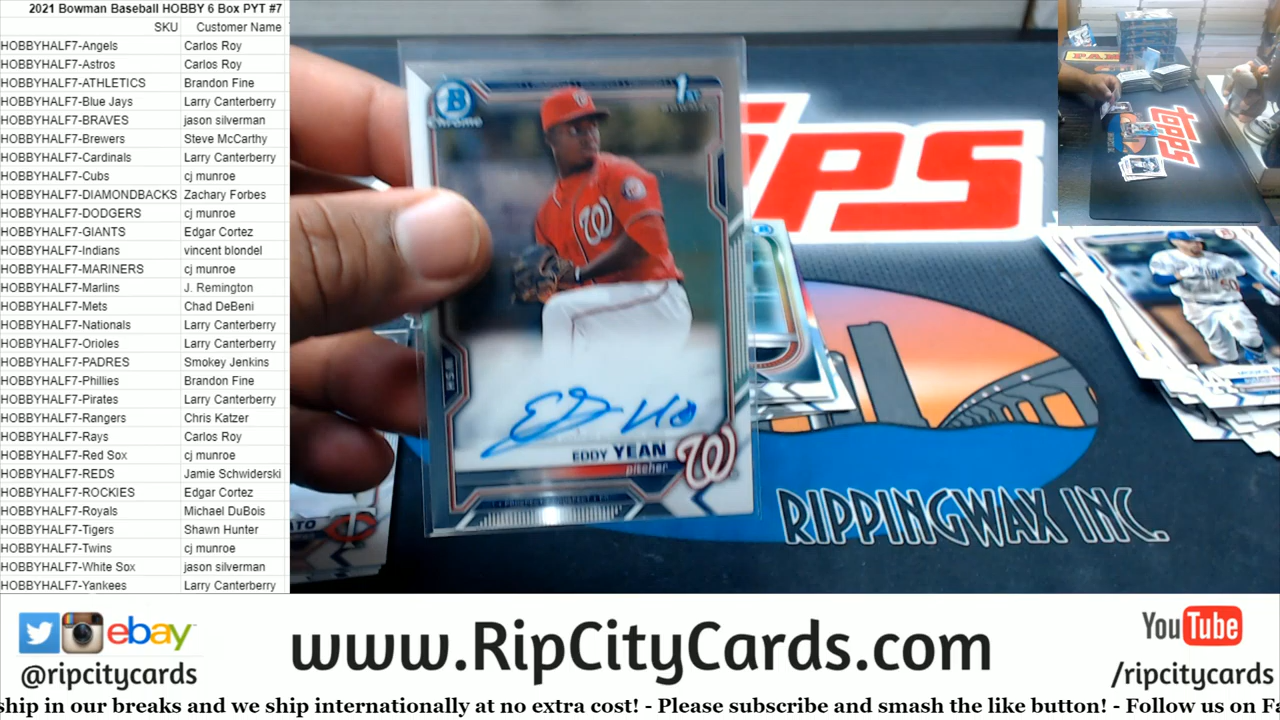 2021 Bowman Baseball HOBBY 6 Box PYT #7
SKU Customer Name
HOBBYHALF7-Angels Carlos Roy
HOBBYHALF7-Astros Carlos Roy
HOBBYHALF7-ATHLETICS Brandon Fine
HOBBYHALF7-Blue Jays Larry Canterberry
HOBBYHALF7-BRAVES jason silverman
HOBBYHALF7-Brewers Steve McCarthy
HOBBYHALF7-Cardinals Larry Canterberry
HOBBYHALF7-Cubs cj munroe
HOBBYHALF7-DIAMONDBACKS Zachary Forbes
HOBBYHALF7-DODGERS cj munroe
HOBBYHALF7-GIANTS Edgar Cortez
HOBBYHALF7-Indians vincent blondel
HOBBYHALF7-MARINERS cj munroe
HOBBYHALF7-Marlins J. Remington
HOBBYHALF7-Mets Chad DeBeni
HOBBYHALF7-Nationals Larry Canterberry
HOBBYHALF7-Orioles Larry Canterberry
HOBBYHALF7-PADRES Smokey Jenkins
HOBBYHALF7-Phillies Brandon Fine
HOBBYHALF7-Pirates Larry Canterberry
HOBBYHALF7-Rangers Chris Katzer
HOBBYHALF7-Rays Carlos Roy
HOBBYHALF7-Red Sox cj munroe
HOBBYHALF7-REDS Jamie Schwiderski
HOBBYHALF7-ROCKIES Edgar Cortez
HOBBYHALF7-Royals Michael DuBois
HOBBYHALF7-Tigers Shawn Hunter
HOBBYHALF7-Twins cj munroe
HOBBYHALF7-White Sox jason silverman
HOBBYHALF7-Yankees Larry Canterberry
B
Chrome
1st
W
EDDY YEAN
pitcher
W
PPS
topps
RIPPINGWAX INC.
ebay
@ripcitycards
www.RipCityCards.com
YouTube
/ripcitycards
ship in our breaks and we ship internationally at no extra cost! - Please subscribe and smash the like button! - Follow us on Fa